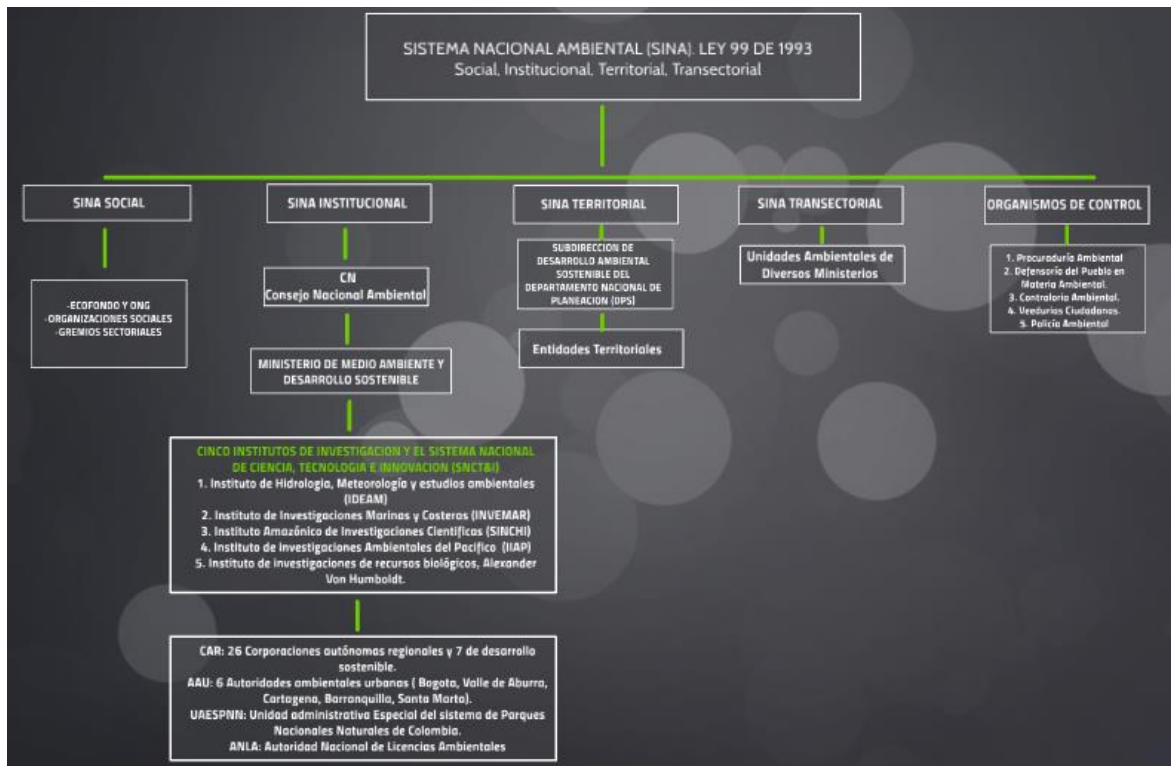 SISTEMA NACIONAL AMBIENTAL (SINA). LEY 99 DE 1993
Social, Institucional, Territorial, Transectorial
SINA SOCIAL
-ECOFONDO Y ONG
-ORGANIZACIONES SOCIALES
-GREMIOS SECTORIALES
SINA INSTITUCIONAL
CN
Consejo Nacional Ambiental
MINISTERIO DE MEDIO AMBIENTE Y
DESARROLLO SOSTENIBLE
CINCO INSTITUTOS DE INVESTIGACION Y EL SISTEMA NACIONAL
DE CIENCIA, TECNOLOGIA E INNOVACION (SNCT&I)
1. Instituto de Hidrologia, Meteorología y estudios ambientales
(IDEAM)
2. Instituto de Investigaciones Marinas y Costeras (INVEMAR)
3. Instituto Amazónico de Investigaciones Cientificas (SINCHI)
4. Instituto de Investigaciones Ambientales del Pacifico (IIAP)
5. Instituto de investigaciones de recursos biológicos, Alexander
Von Humboldt.
CAR: 26 Corporaciones autónomas regionales y 7 de desarrollo
sostenible.
AAU: 6 Autoridades ambientales urbanas ( Bogota, Valle de Aburra,
Cartagena, Barranquilla, Santa Marta).
UAESPNN: Unidad administrativa Especial del sistema de Parques
Nacionales Naturales de Colombia.
ANLA: Autoridad Nacional de Licencias Ambientales
SINA TERRITORIAL
SUBDIRECCION DE
DESARROLLO AMBIENTAL
SOSTENIBLE DEL
DEPARTAMENTO NACIONAL DE
PLANEACION (DPS)
Entidades Territoriales
SINA TRANSECTORIAL
Unidades Ambientales de
Diversos Ministerios
ORGANISMOS DE CONTROL
1. Procuraduría Ambiental
2. Defensoría del Pueblo en
Materia Ambiental.
3. Contraloría Ambiental.
4. Veedurías Ciudadanas.
5. Policia Ambiental